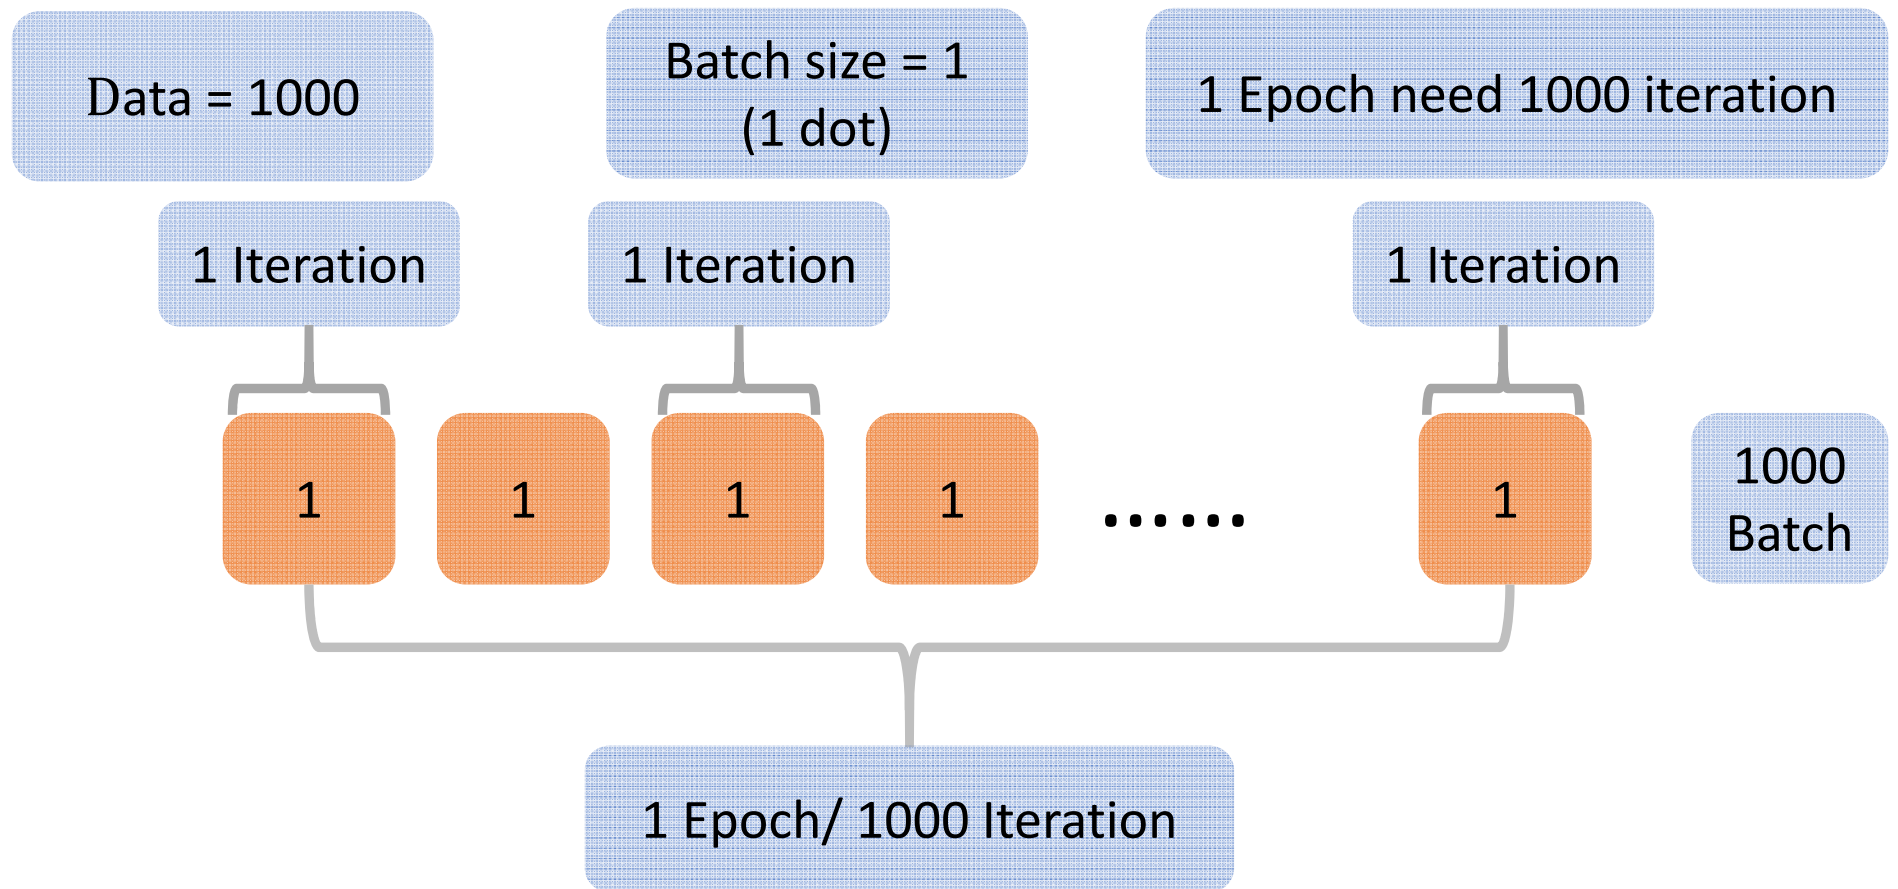 Data = 1000
Batch size = 1
(1 dot)
1 Epoch need 1000 iteration
1 Iteration
1 Iteration
1 Iteration
1
1
1
1
......
1
1000
Batch
1 Epoch/ 1000 Iteration